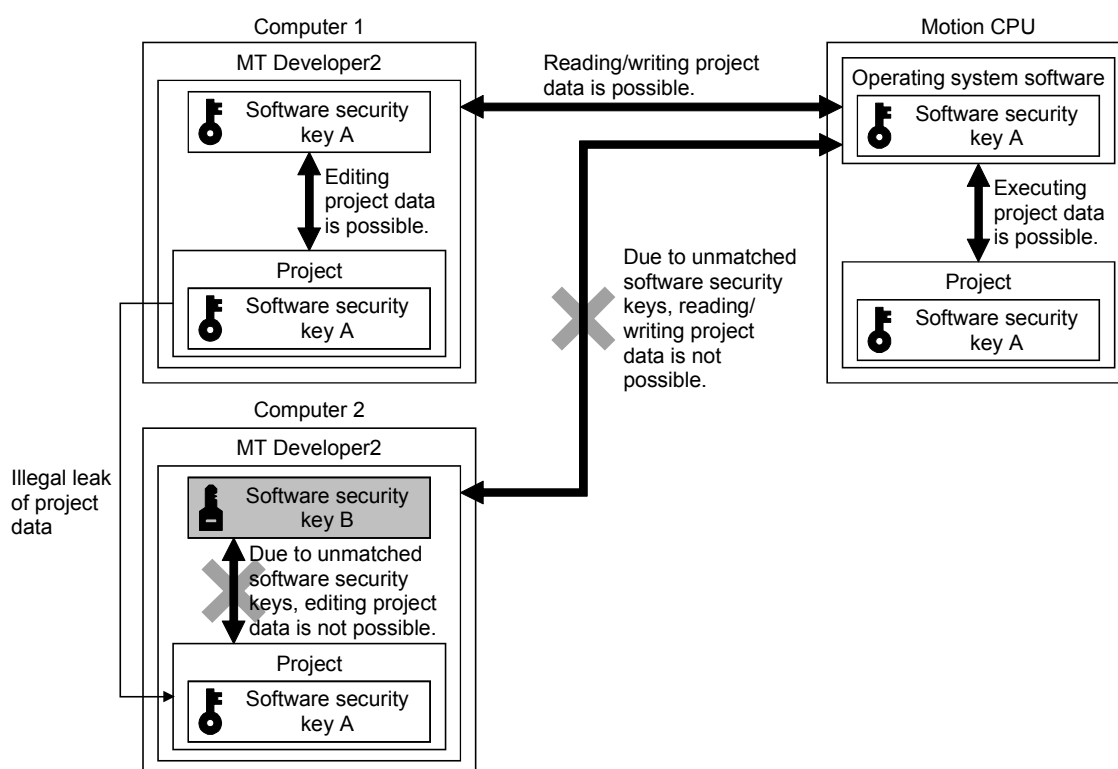 Computer 1
MT Developer2
Software security
key A
Editing
project data
is possible.
Project
Software security
key A
Reading/writing project
data is possible.
Motion CPU
Operating system software
Software security
key A
Executing
project data
is possible.
Project
Software security
key A
Due to unmatched
software security
keys, reading/
writing project
data is not
possible.
Illegal leak
of project
data
Computer 2
MT Developer2
Software security
key B
Due to unmatched
software security
keys, editing project
data is not possible.
Project
Software security
key A